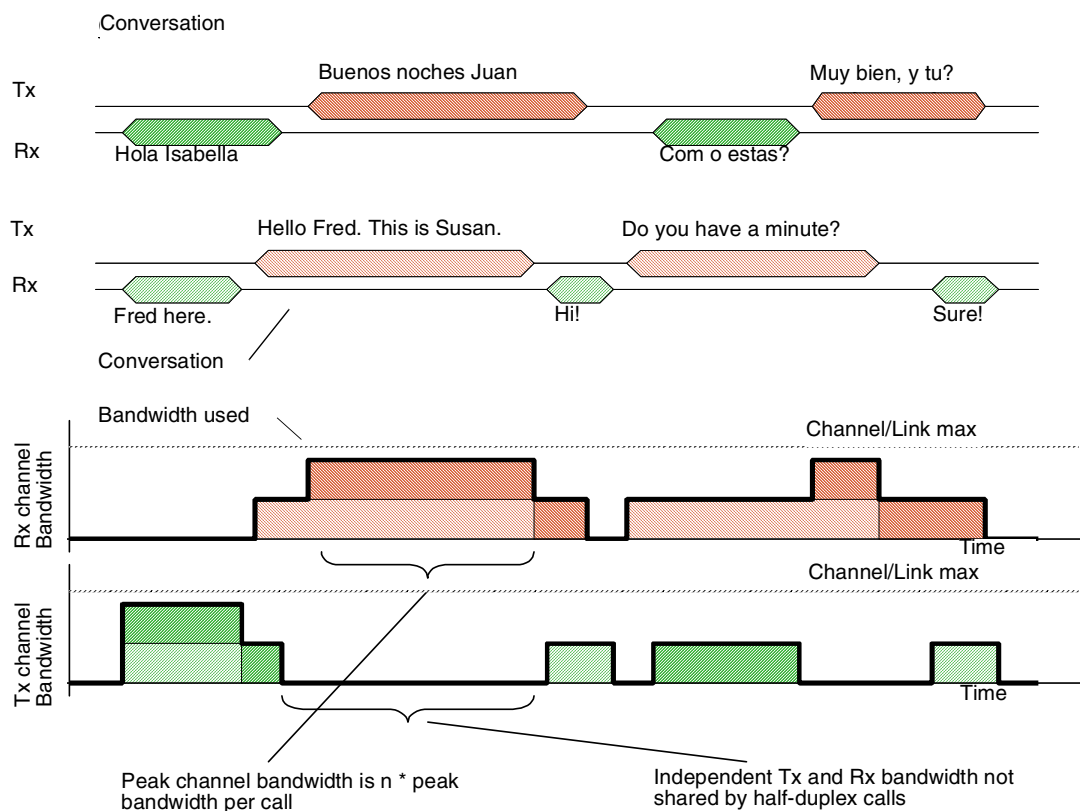 Conversation
Tx
Buenos noches Juan
Muy bien, y tu?
Rx
Hola Isabella
Com o estas?
Tx
Hello Fred. This is Susan.
Do you have a minute?
Rx
Fred here.
Hi!
Sure!
Conversation
Bandwidth used
Channel/Link max
Rx channel
Bandwidth
Time
Channel/Link max
Tx channel
Bandwidth
Time
Peak channel bandwidth is n * peak
bandwidth per call
Independent Tx and Rx bandwidth not
shared by half-duplex calls